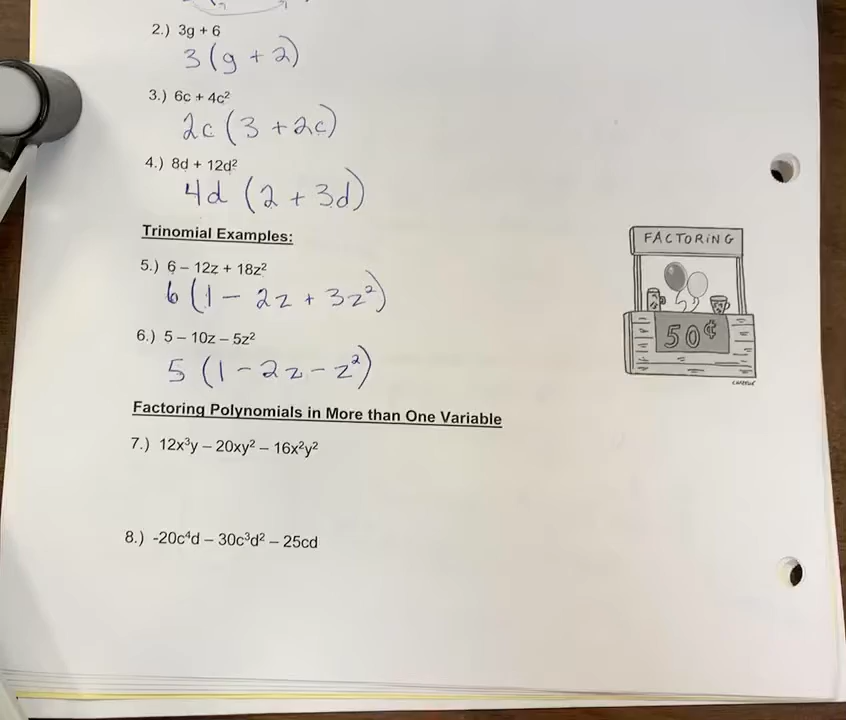 2.) 3g + 6
3 (g + 2)
3.) 6c + 4c²
2c (3 + 2c)
4.) 8d + 12d²
4d (2 + 3d)
Trinomial Examples:
5.) 6 – 12z + 18z²
6 (1 – 2z + 3z²)
6.) 5 – 10z – 5z²
5 (1 – 2z – z²)
FACTORING
50¢
Factoring Polynomials in More than One Variable
7.) 12x³y – 20xy² – 16x²y²
8.) -20c⁴d – 30c³d² – 25cd